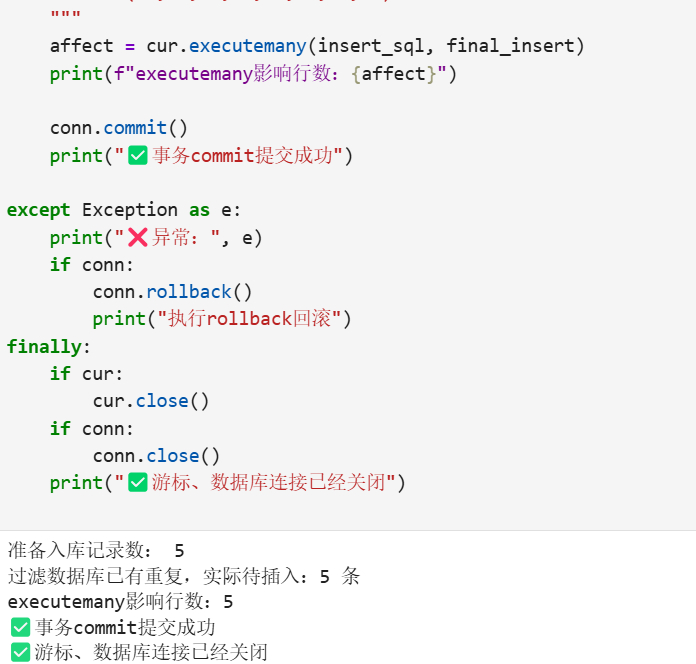 """
affect = cur.executemany(insert_sql, final_insert)
print(f"executemany影响行数: {affect}")
conn.commit()
print("✅事务commit提交成功")
except Exception as e:
print("❌异常: ", e)
if conn:
conn.rollback()
print("执行rollback回滚")
finally:
if cur:
cur.close()
if conn:
conn.close()
print("✅游标、数据库连接已经关闭")
准备入库记录数: 5
过滤数据库已有重复，实际待插入: 5 条
executemany影响行数: 5
✅事务commit提交成功
✅游标、数据库连接已经关闭